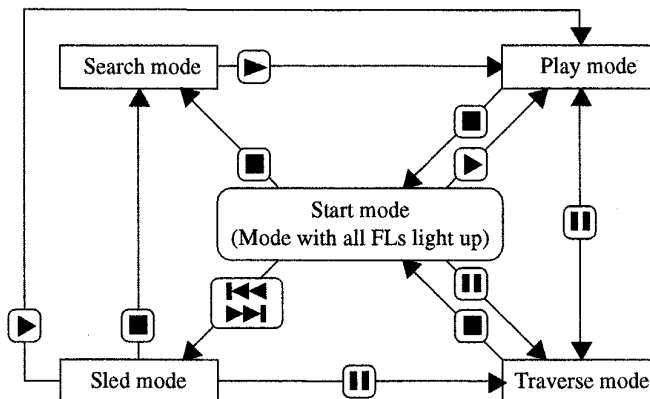 Search mode
Play mode
Start mode
(Mode with all FLs light up)
Sled mode
Traverse mode